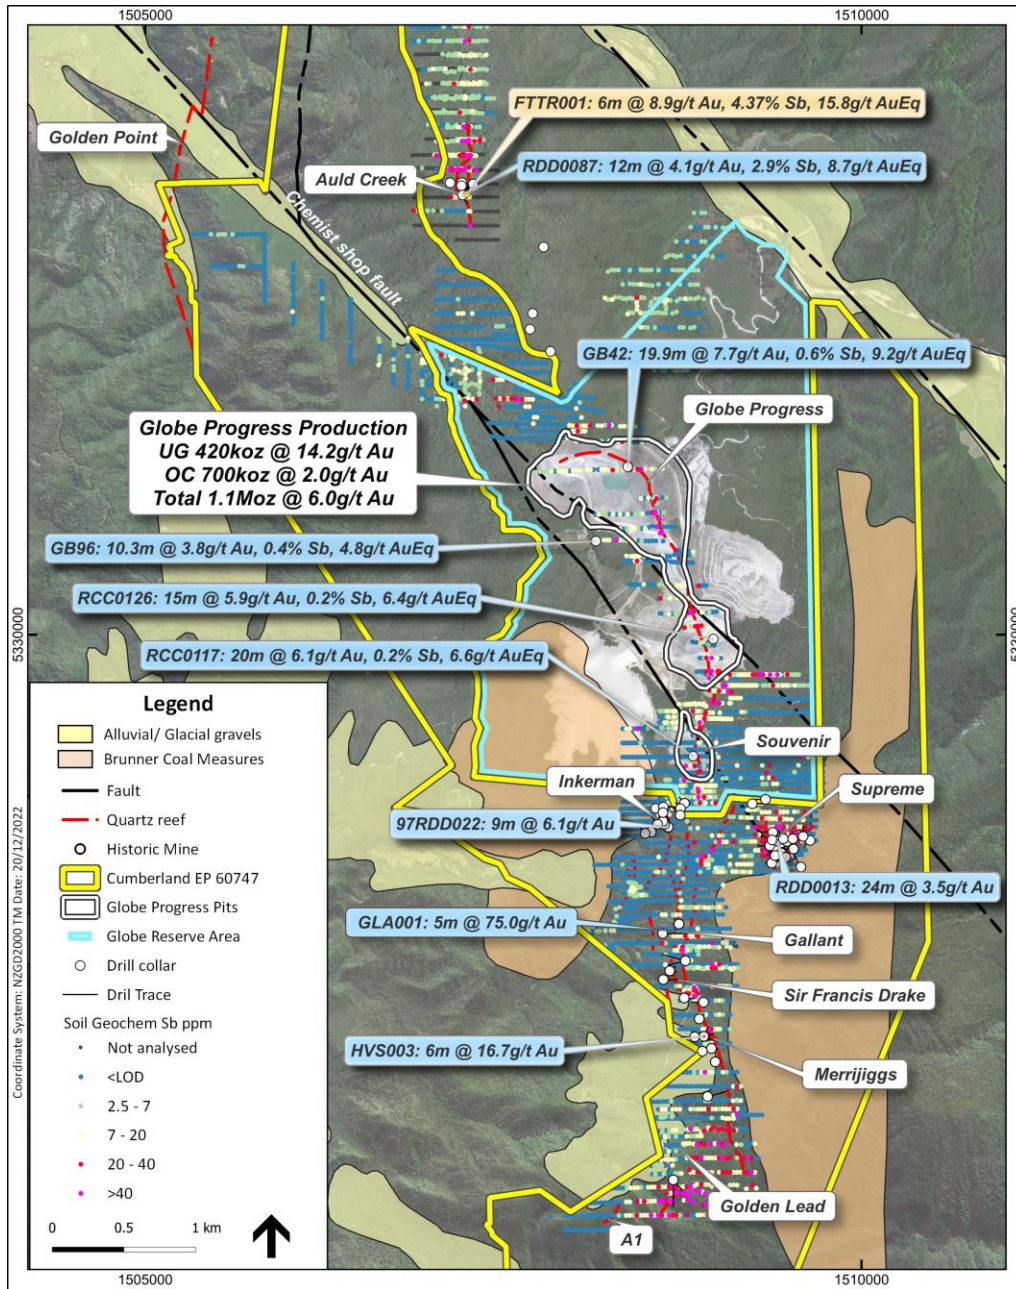 1505000
1510000
FTTR001: 6m @ 8.9g/t Au, 4.37% Sb, 15.8g/t AuEq
Golden Point
RDD0087: 12m @ 4.1g/t Au, 2.9% Sb, 8.7g/t AuEq
Auld Creek
Chemist shop fault
GB42: 19.9m @ 7.7g/t Au, 0.6% Sb, 9.2g/t AuEq
Globe Progress
Globe Progress Production
UG 420koz @ 14.2g/t Au
OC 700koz @ 2.0g/t Au
Total 1.1Moz @ 6.0g/t Au
GB96: 10.3m @ 3.8g/t Au, 0.4% Sb, 4.8g/t AuEq
RCC0126: 15m @ 5.9g/t Au, 0.2% Sb, 6.4g/t AuEq
5330000
5330000
RCC0117: 20m @ 6.1g/t Au, 0.2% Sb, 6.6g/t AuEq
Souvenir
Inkerman
Supreme
97RDD022: 9m @ 6.1g/t Au
RDD0013: 24m @ 3.5g/t Au
GLA001: 5m @ 75.0g/t Au
Gallant
Sir Francis Drake
HVS003: 6m @ 16.7g/t Au
Merrijiggs
Golden Lead
A1
Legend
Alluvial/ Glacial gravels
Brunner Coal Measures
Fault
Quartz reef
Historic Mine
Cumberland EP 60747
Globe Progress Pits
Globe Reserve Area
Drill collar
Dril Trace
Soil Geochem Sb ppm
Not analysed
<LOD
2.5 - 7
7 - 20
20 - 40
>40
0 0.5 1 km
Coordinate System: NZGD2000 TM Date: 20/12/2022
1505000
1510000